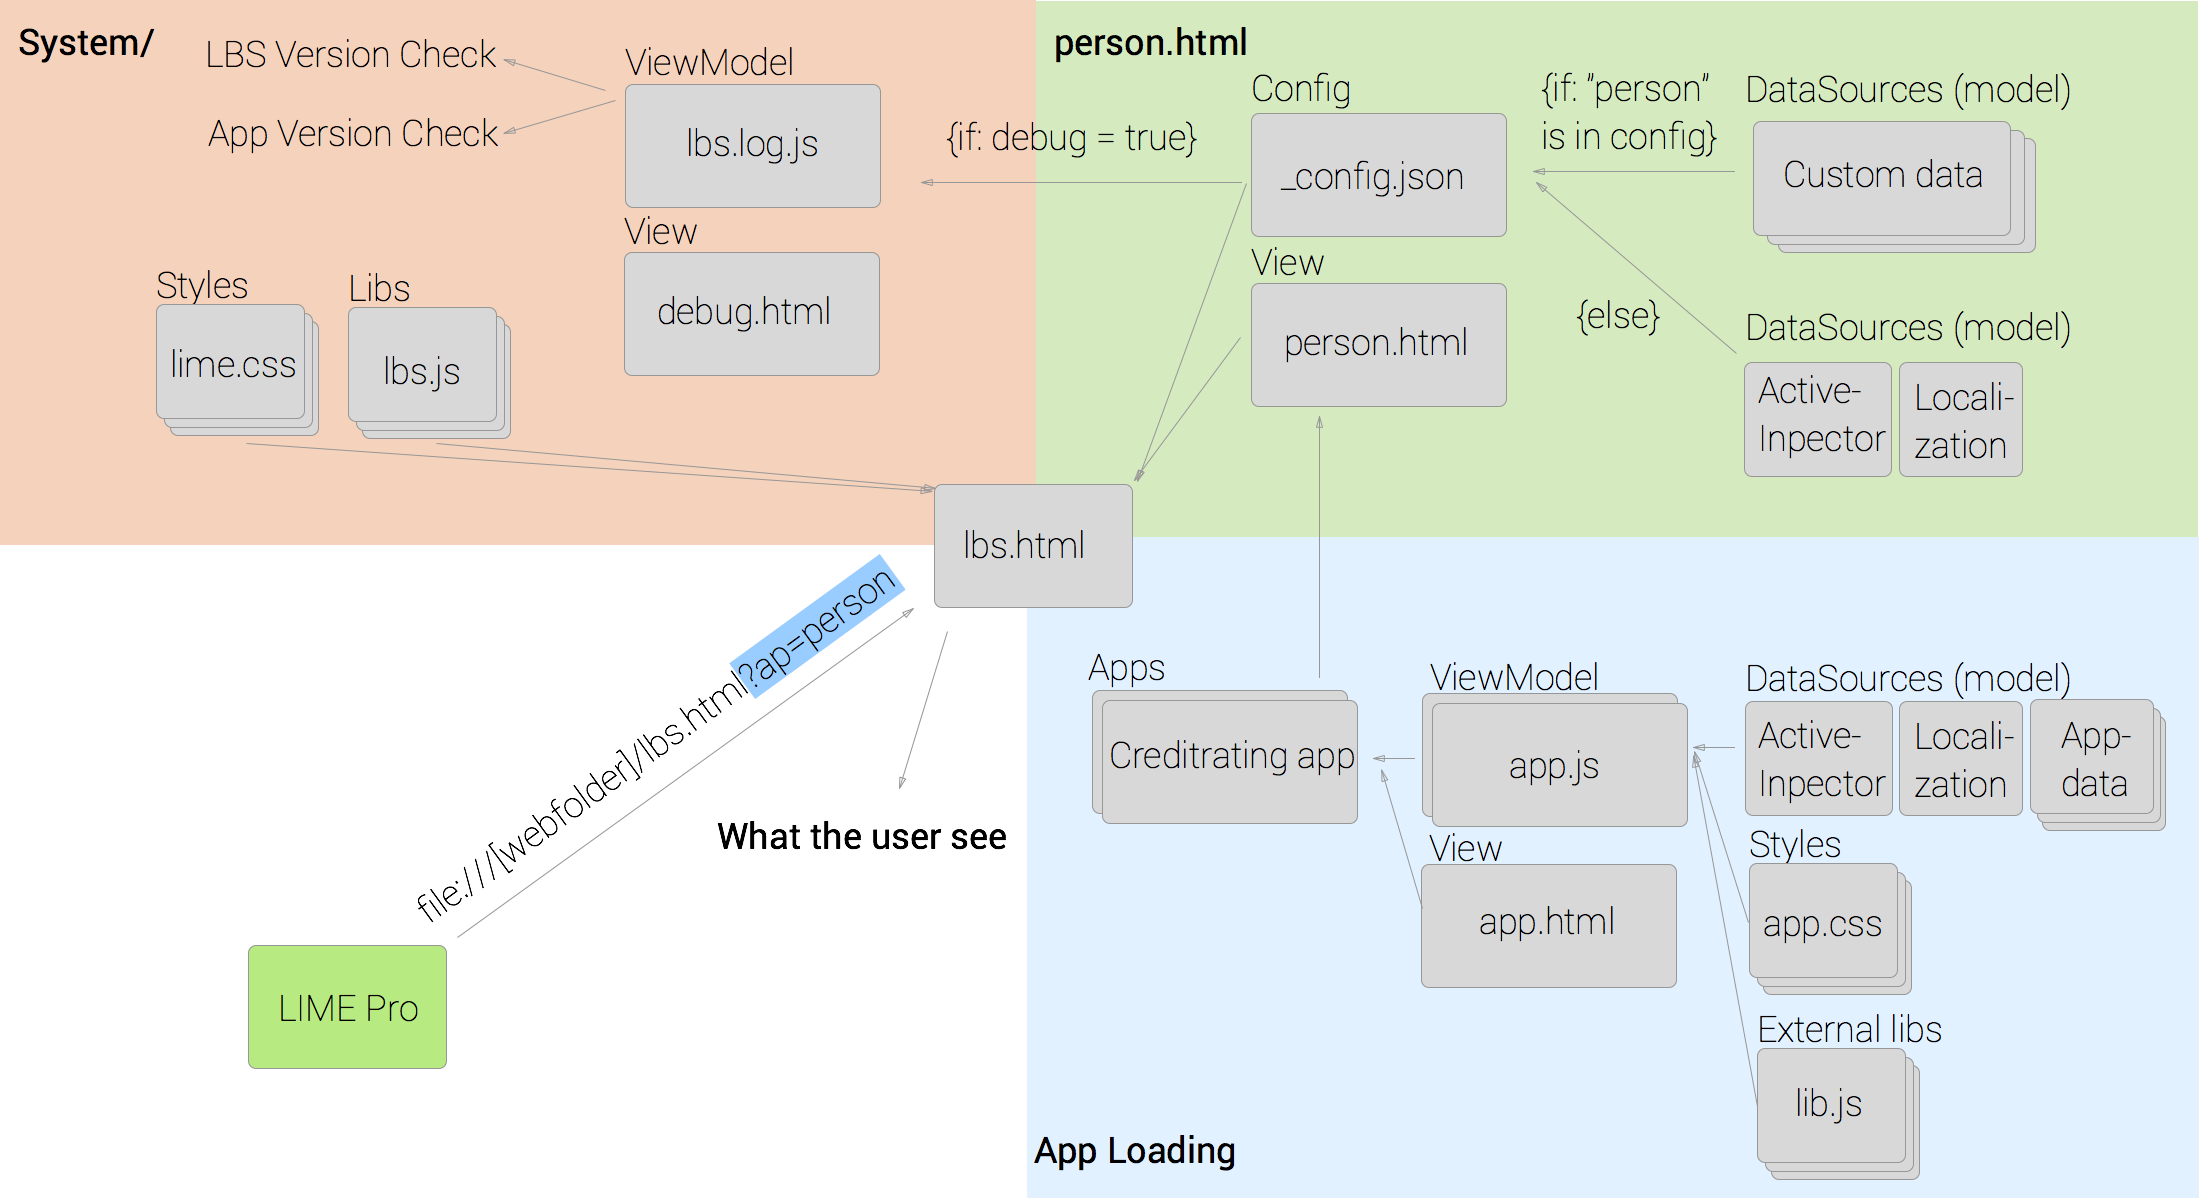 System/
LBS Version Check
App Version Check
ViewModel
lbs.log.js
View
debug.html
Styles
lime.css
Libs
lbs.js
{if: debug = true}
person.html
Config
_config.json
View
person.html
{if: "person"
is in config}
{else}
DataSources (model)
Custom data
DataSources (model)
Active-
Inpector
Locali-
zation
lbs.html
file:///[webfolder]/lbs.html?ap=person
What the user see
LIME Pro
Apps
Creditrating app
ViewModel
app.js
View
app.html
DataSources (model)
Active-
Inpector
Locali-
zation
App-
data
Styles
app.css
External libs
lib.js
App Loading